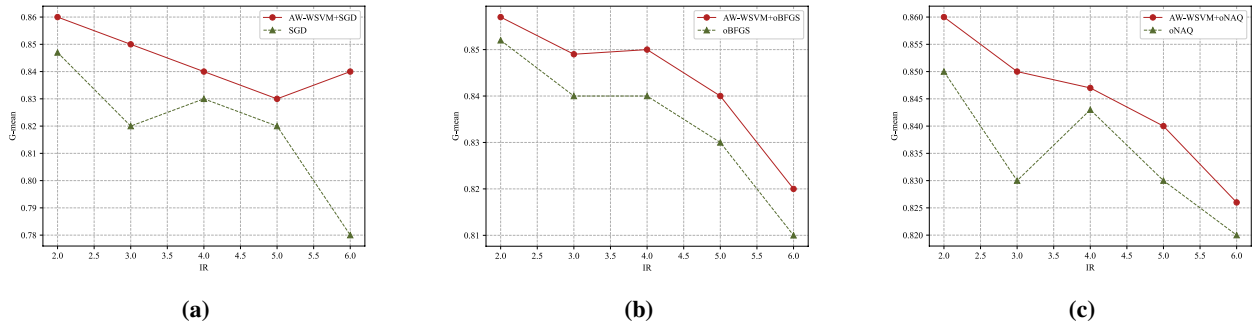 0.86
0.85
0.84
0.83
0.82
0.81
0.80
0.79
0.78
G-mean
2.0 2.5 3.0 3.5 4.0 4.5 5.0 5.5 6.0
IR
AW-WSVM+SGD
SGD
(a)
0.85
0.84
0.83
0.82
0.81
G-mean
2.0 2.5 3.0 3.5 4.0 4.5 5.0 5.5 6.0
IR
AW-WSVM+oBFGS
oBFGS
(b)
0.860
0.855
0.850
0.845
0.840
0.835
0.830
0.825
0.820
G-mean
2.0 2.5 3.0 3.5 4.0 4.5 5.0 5.5 6.0
IR
AW-WSVM+oNAQ
oNAQ
(c)